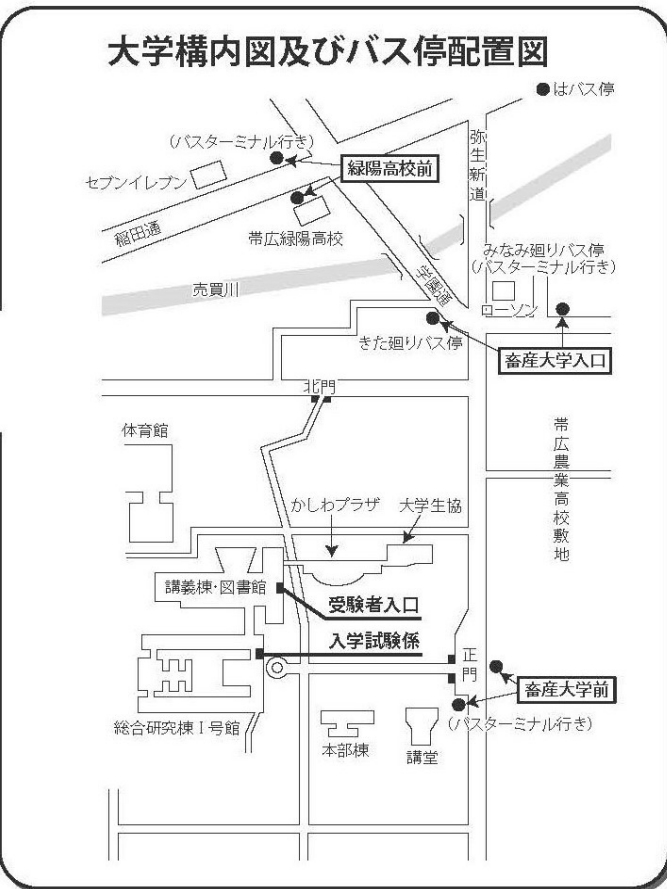 大学構内図及びバス停配置図
●はバス停
(バスターミナル行き)
緑陽高校前
弥生新道
セブンイレブン
稲田通
帯広緑陽高校
みなみ廻りバス停
(バスターミナル行き)
学園通
売買川
ローソン
きた廻りバス停
畜産大学入口
北門
体育館
帯広農業高校敷地
かしわプラザ
大学生協
講義棟・図書館
受験者入口
入学試験係
正門
畜産大学前
(バスターミナル行き)
総合研究棟Ⅰ号館
本部棟
講堂